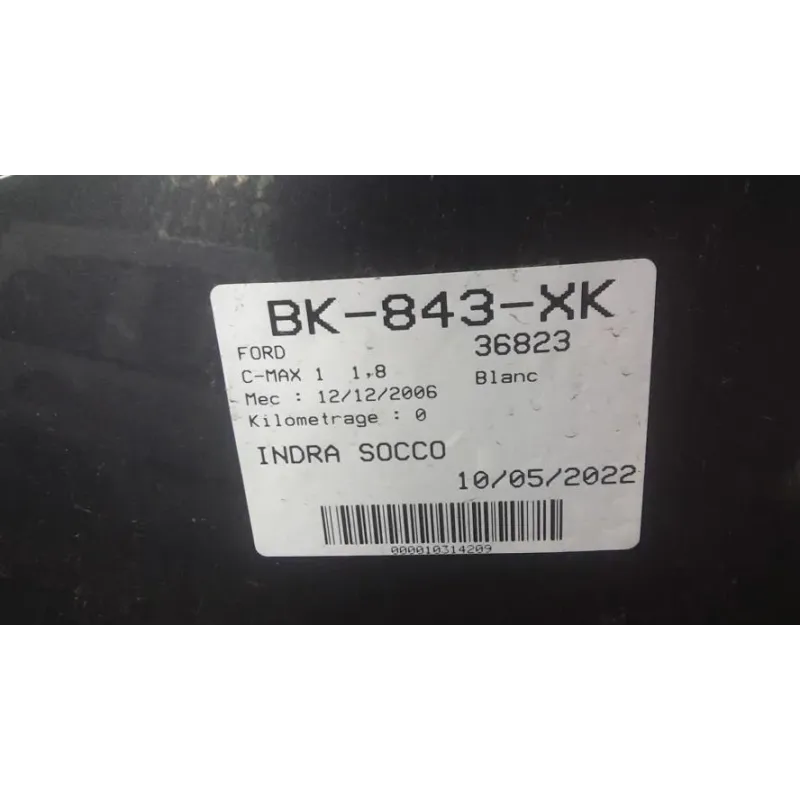 BK-843-XK
FORD 36823
C-MAX 1 1,8 Blanc
Mec : 12/12/2006
Kilometrage : 0
INDRA SOCCO
10/05/2022
000010314209